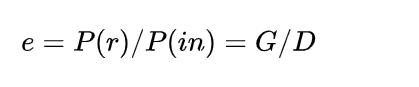 e = P(r)/P(in) = G/D